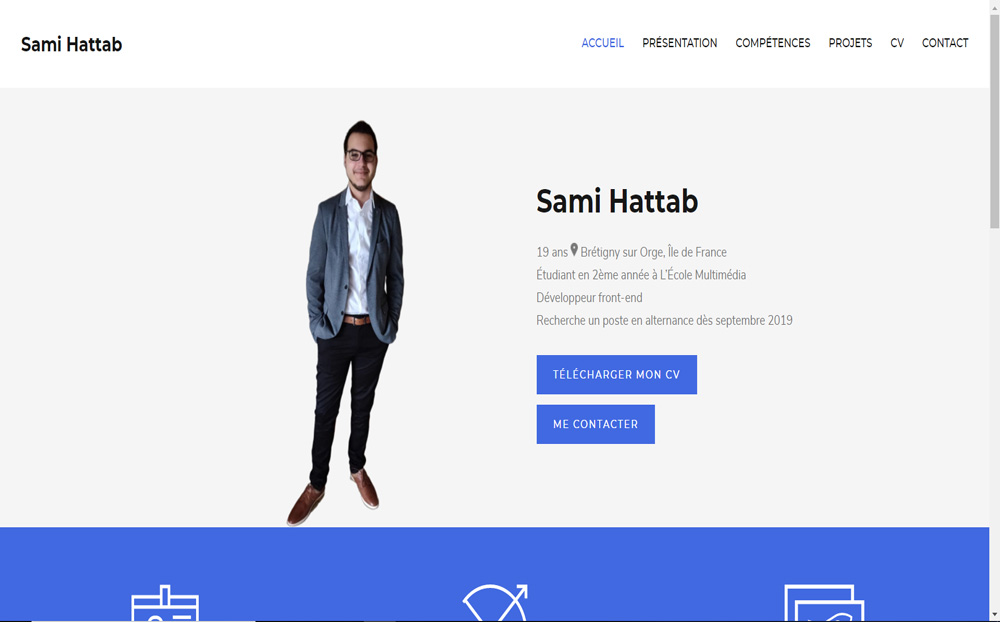 Sami Hattab
ACCUEIL PRÉSENTATION COMPÉTENCES PROJETS CV CONTACT
Sami Hattab
19 ans Brétigny sur Orge, Île de France
Étudiant en 2ème année à L'École Multimédia
Développeur front-end
Recherche un poste en alternance dès septembre 2019
TÉLÉCHARGER MON CV
ME CONTACTER